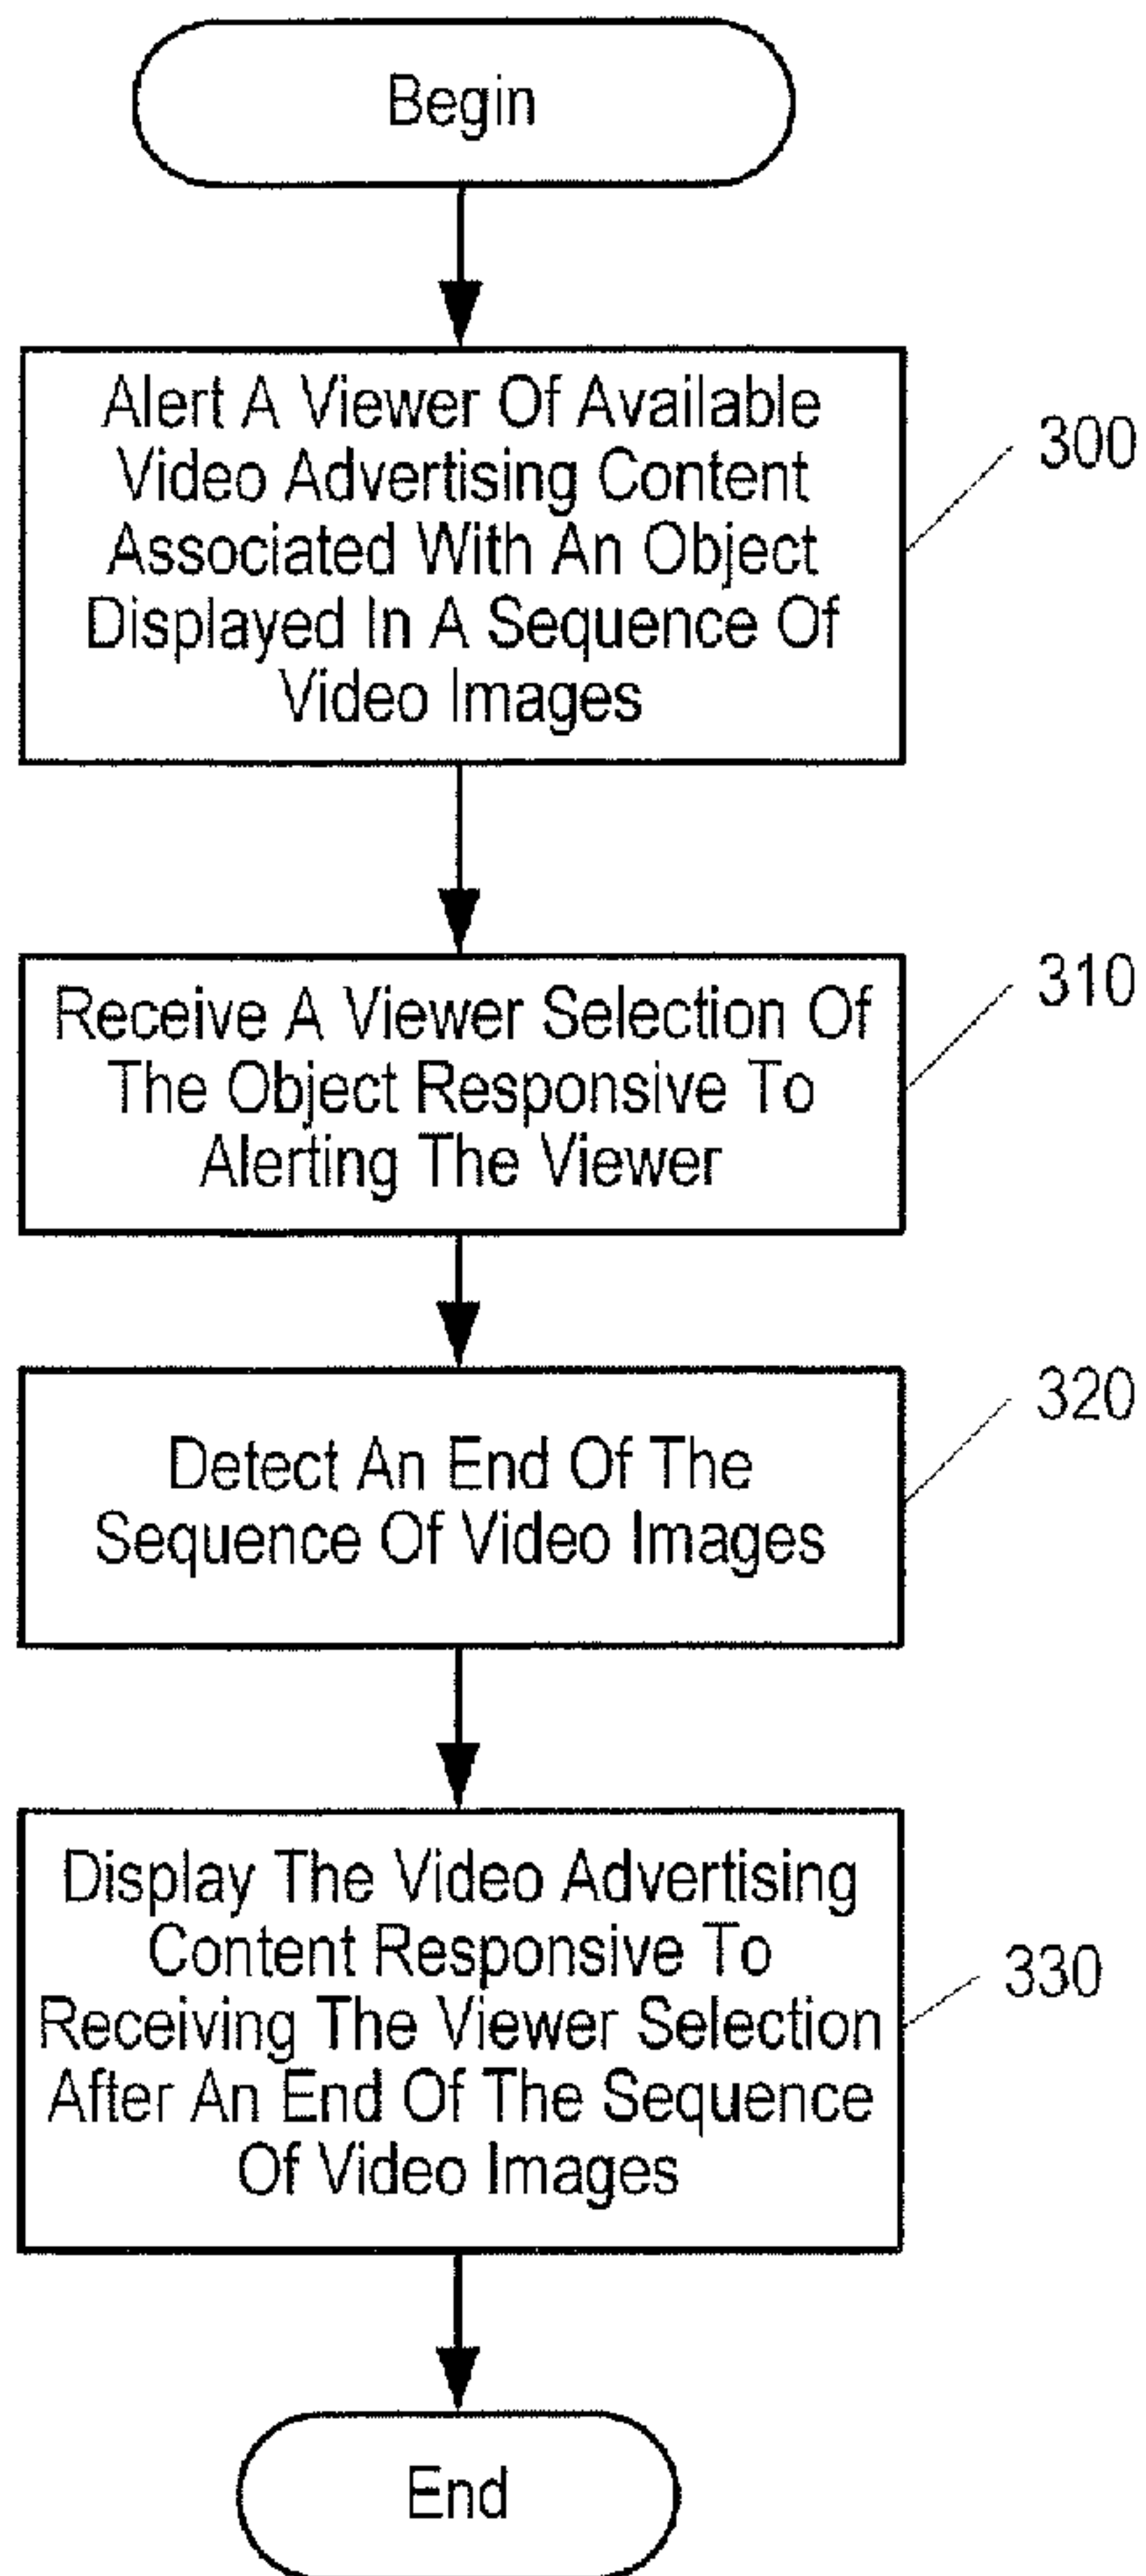 Begin
Alert A Viewer Of Available
Video Advertising Content
Associated With An Object
Displayed In A Sequence Of
Video Images
300
Receive A Viewer Selection Of
The Object Responsive To
Alerting The Viewer
310
Detect An End Of The
Sequence Of Video Images
320
Display The Video Advertising
Content Responsive To
Receiving The Viewer Selection
After An End Of The Sequence
Of Video Images
330
End